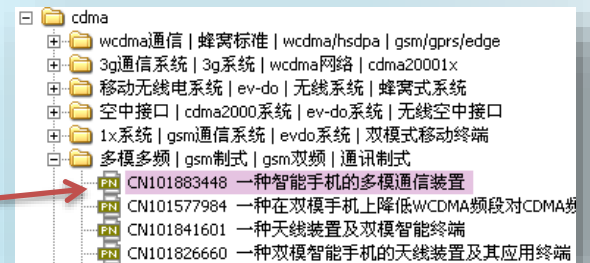 cdma
wcdma通信 | 蜂窝标准 | wcdma/hsdpa | gsm/gprs/edge
3g通信系统 | 3g系统 | wcdma网络 | cdma20001x
移动无线电系统 | ev-do | 无线系统 | 蜂窝式系统
空中接口 | cdma2000系统 | ev-do系统 | 无线空中接口
1x系统 | gsm通信系统 | evdo系统 | 双模式移动终端
多模多频 | gsm制式 | gsm双频 | 通讯制式
PN CN101883448 一种智能手机的多模通信装置
PN CN101577984 一种在双模手机上降低WCDMA频段对CDMA频
PN CN101841601 一种天线装置及双模智能终端
PN CN101826660 一种双模智能手机的天线装置及其应用终端